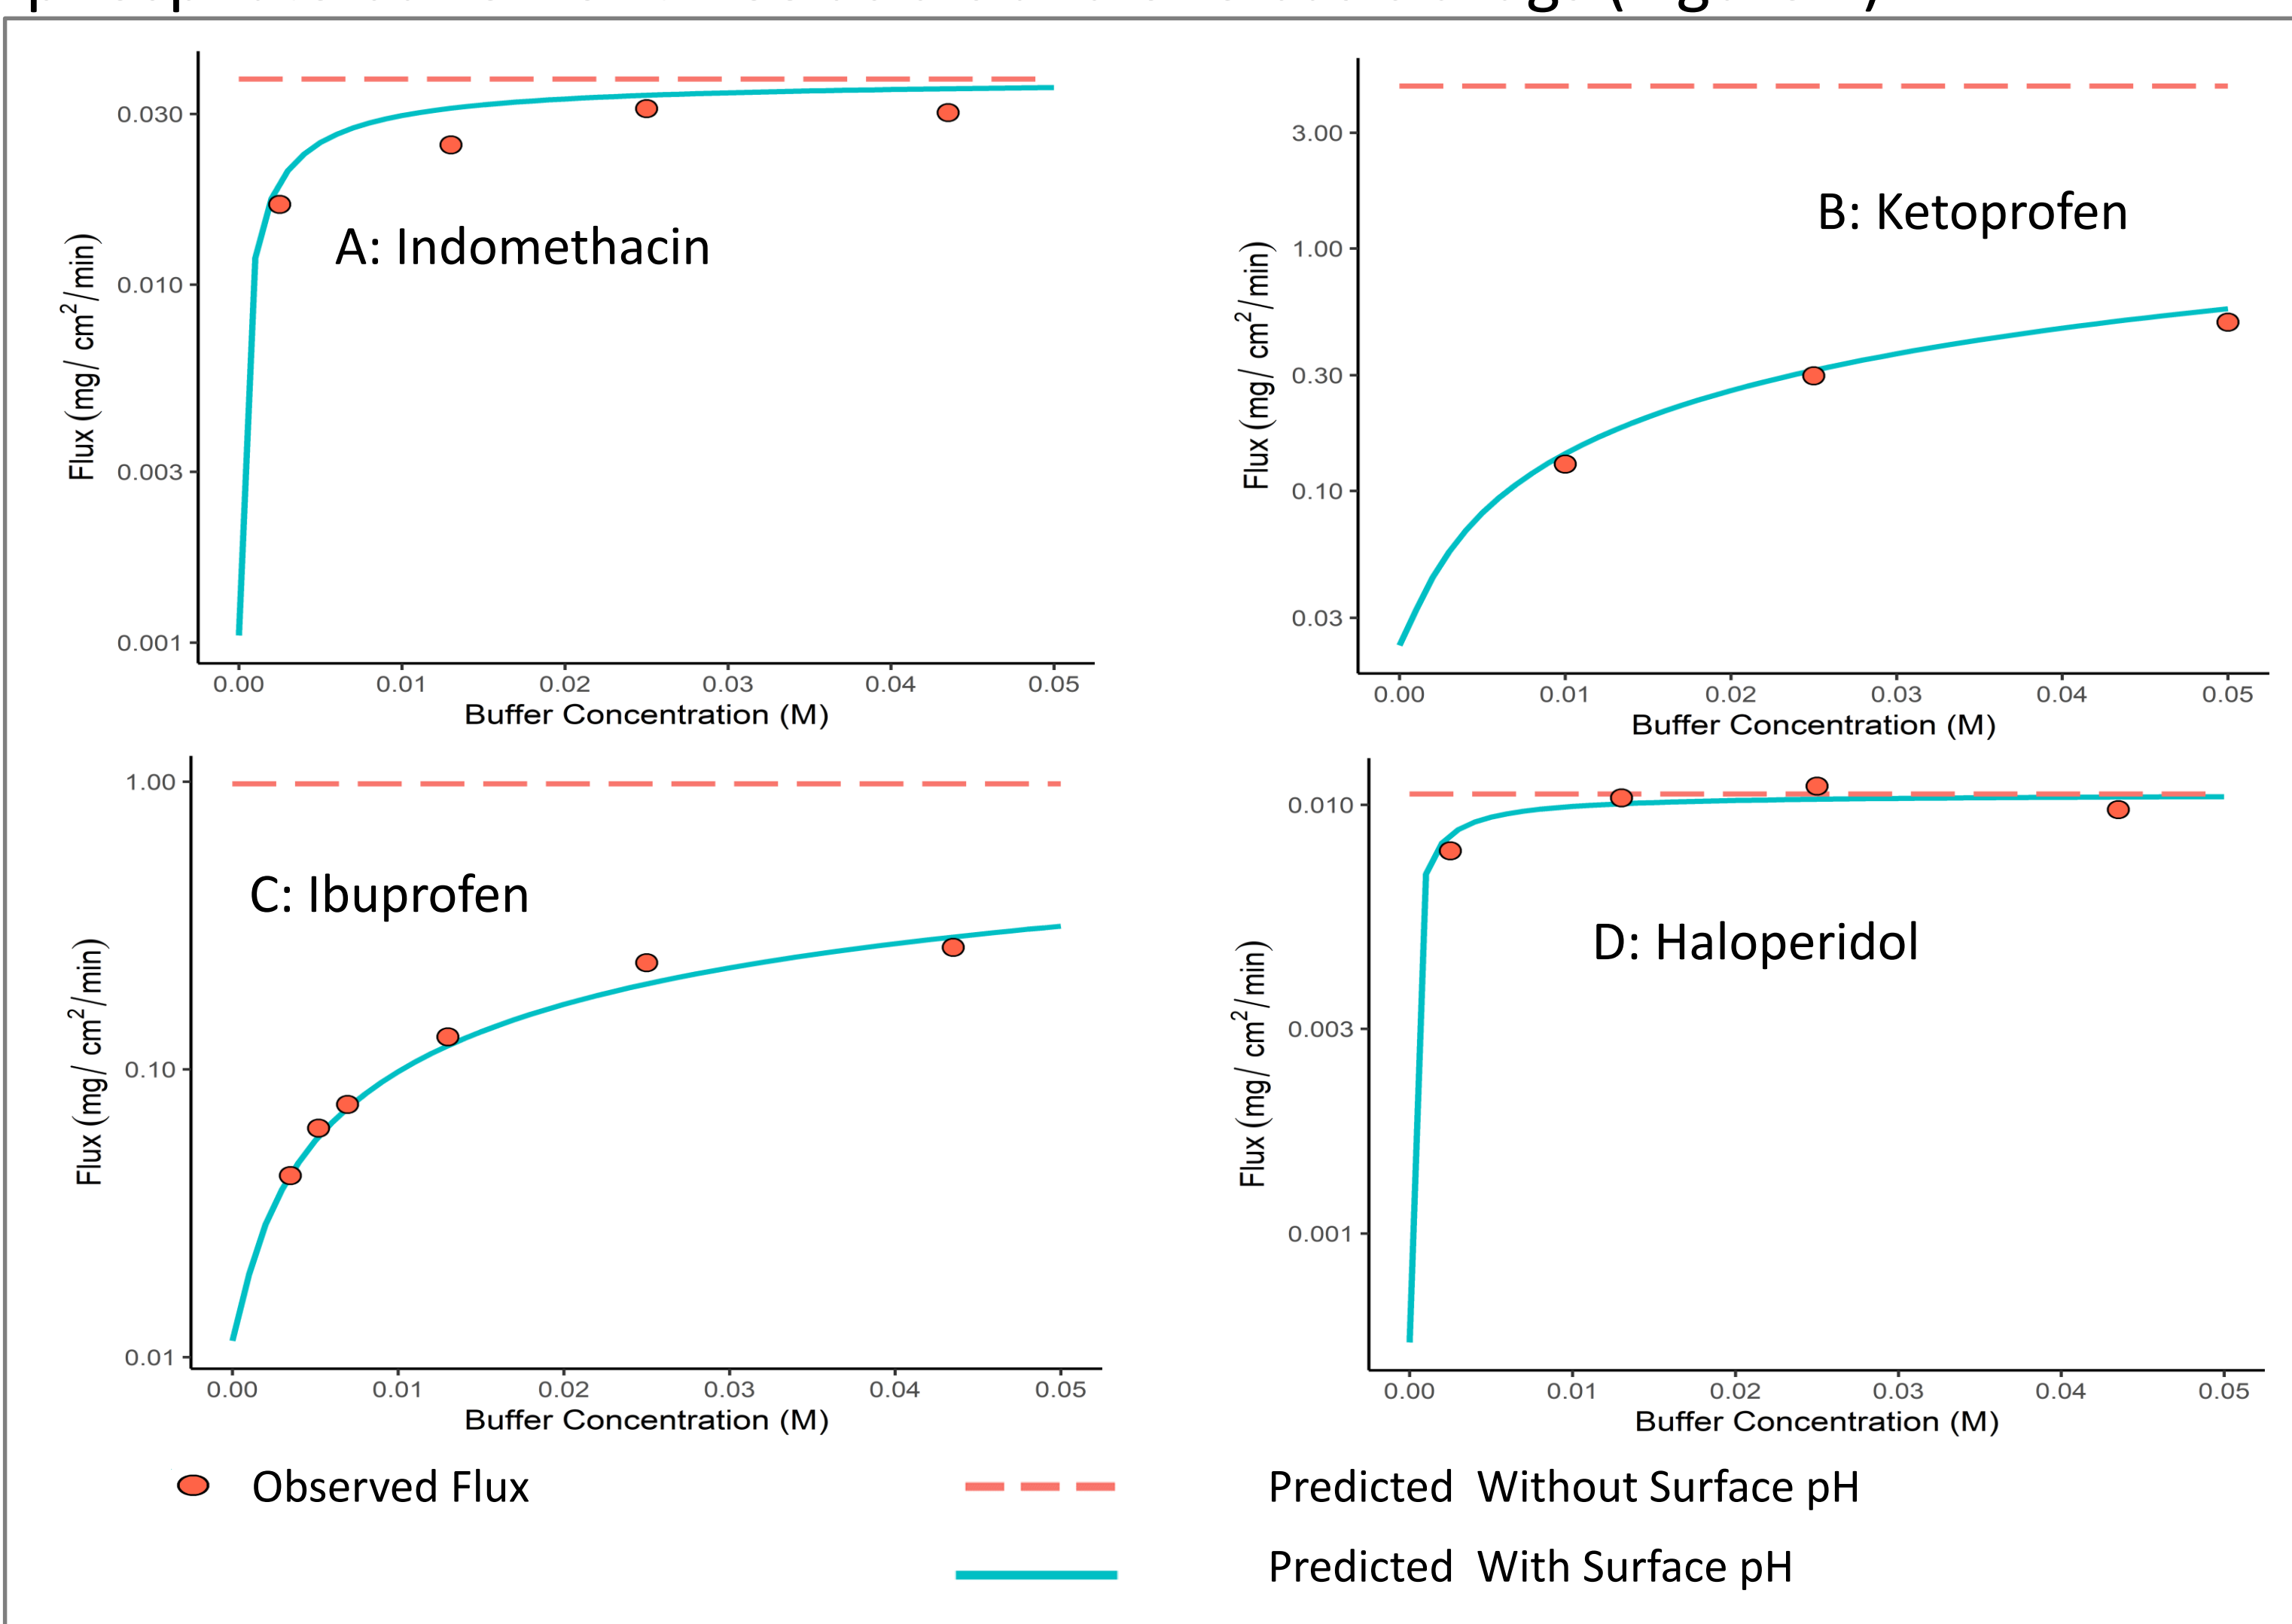 0.030
0.010
0.003
0.001
Flux (mg/ cm2/min)
A: Indomethacin
0.00 0.01 0.02 0.03 0.04 0.05
Buffer Concentration (M)
3.00
1.00
0.30
0.10
0.03
Flux (mg/ cm2/min)
B: Ketoprofen
0.00 0.01 0.02 0.03 0.04 0.05
Buffer Concentration (M)
1.00
0.10
0.01
Flux (mg/ cm2/min)
C: Ibuprofen
0.00 0.01 0.02 0.03 0.04 0.05
Buffer Concentration (M)
0.010
0.003
0.001
Flux (mg/ cm2/min)
D: Haloperidol
0.00 0.01 0.02 0.03 0.04 0.05
Buffer Concentration (M)
Observed Flux
Predicted Without Surface pH
Predicted With Surface pH